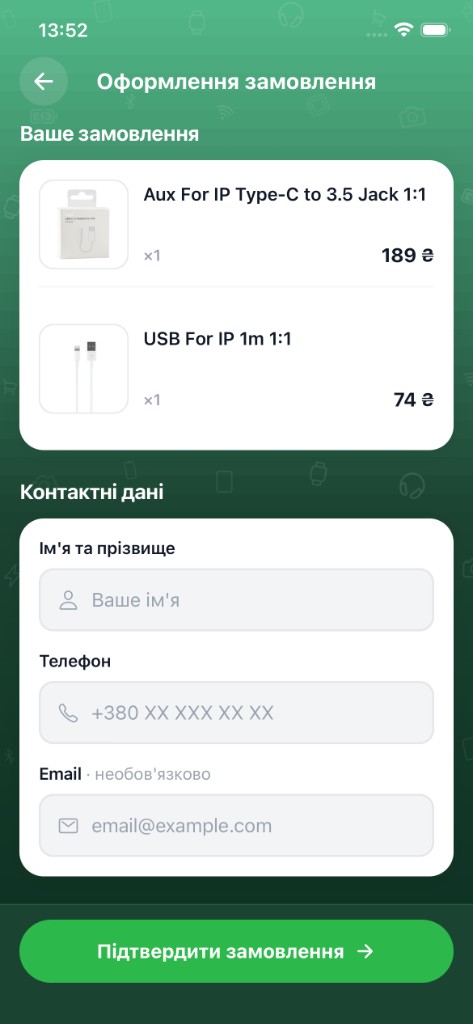 13:52
Оформлення замовлення
Ваше замовлення
Aux For IP Type-C to 3.5 Jack 1:1
×1
189 ₴
USB For IP 1m 1:1
×1
74 ₴
Контактні дані
Ім'я та прізвище
Ваше ім'я
Телефон
+380 XX XXX XX XX
Email · необов'язково
email@example.com
Підтвердити замовлення →